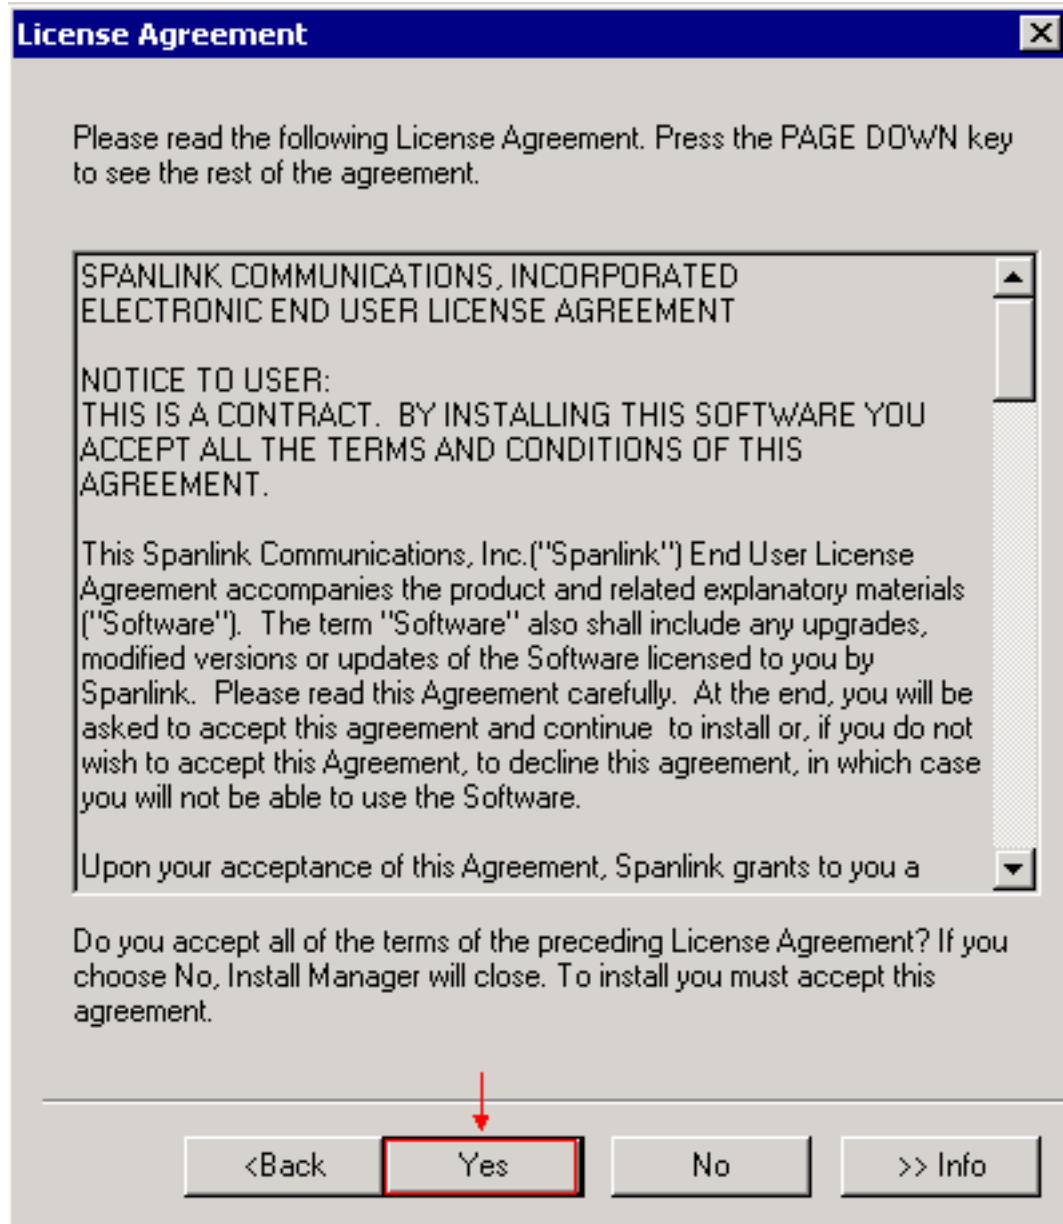 License Agreement
Please read the following License Agreement. Press the PAGE DOWN key
to see the rest of the agreement.
SPANLINK COMMUNICATIONS, INCORPORATED
ELECTRONIC END USER LICENSE AGREEMENT
NOTICE TO USER:
THIS IS A CONTRACT.  BY INSTALLING THIS SOFTWARE YOU
ACCEPT ALL THE TERMS AND CONDITIONS OF THIS
AGREEMENT.
This Spanlink Communications, Inc.("Spanlink") End User License
Agreement accompanies the product and related explanatory materials
("Software").  The term "Software" also shall include any upgrades,
modified versions or updates of the Software licensed to you by
Spanlink.  Please read this Agreement carefully.  At the end, you will be
asked to accept this agreement and continue  to install or, if you do not
wish to accept this Agreement, to decline this agreement, in which case
you will not be able to use the Software.
Upon your acceptance of this Agreement, Spanlink grants to you a
Do you accept all of the terms of the preceding License Agreement? If you
choose No, Install Manager will close. To install you must accept this
agreement.
<Back Yes No >> Info